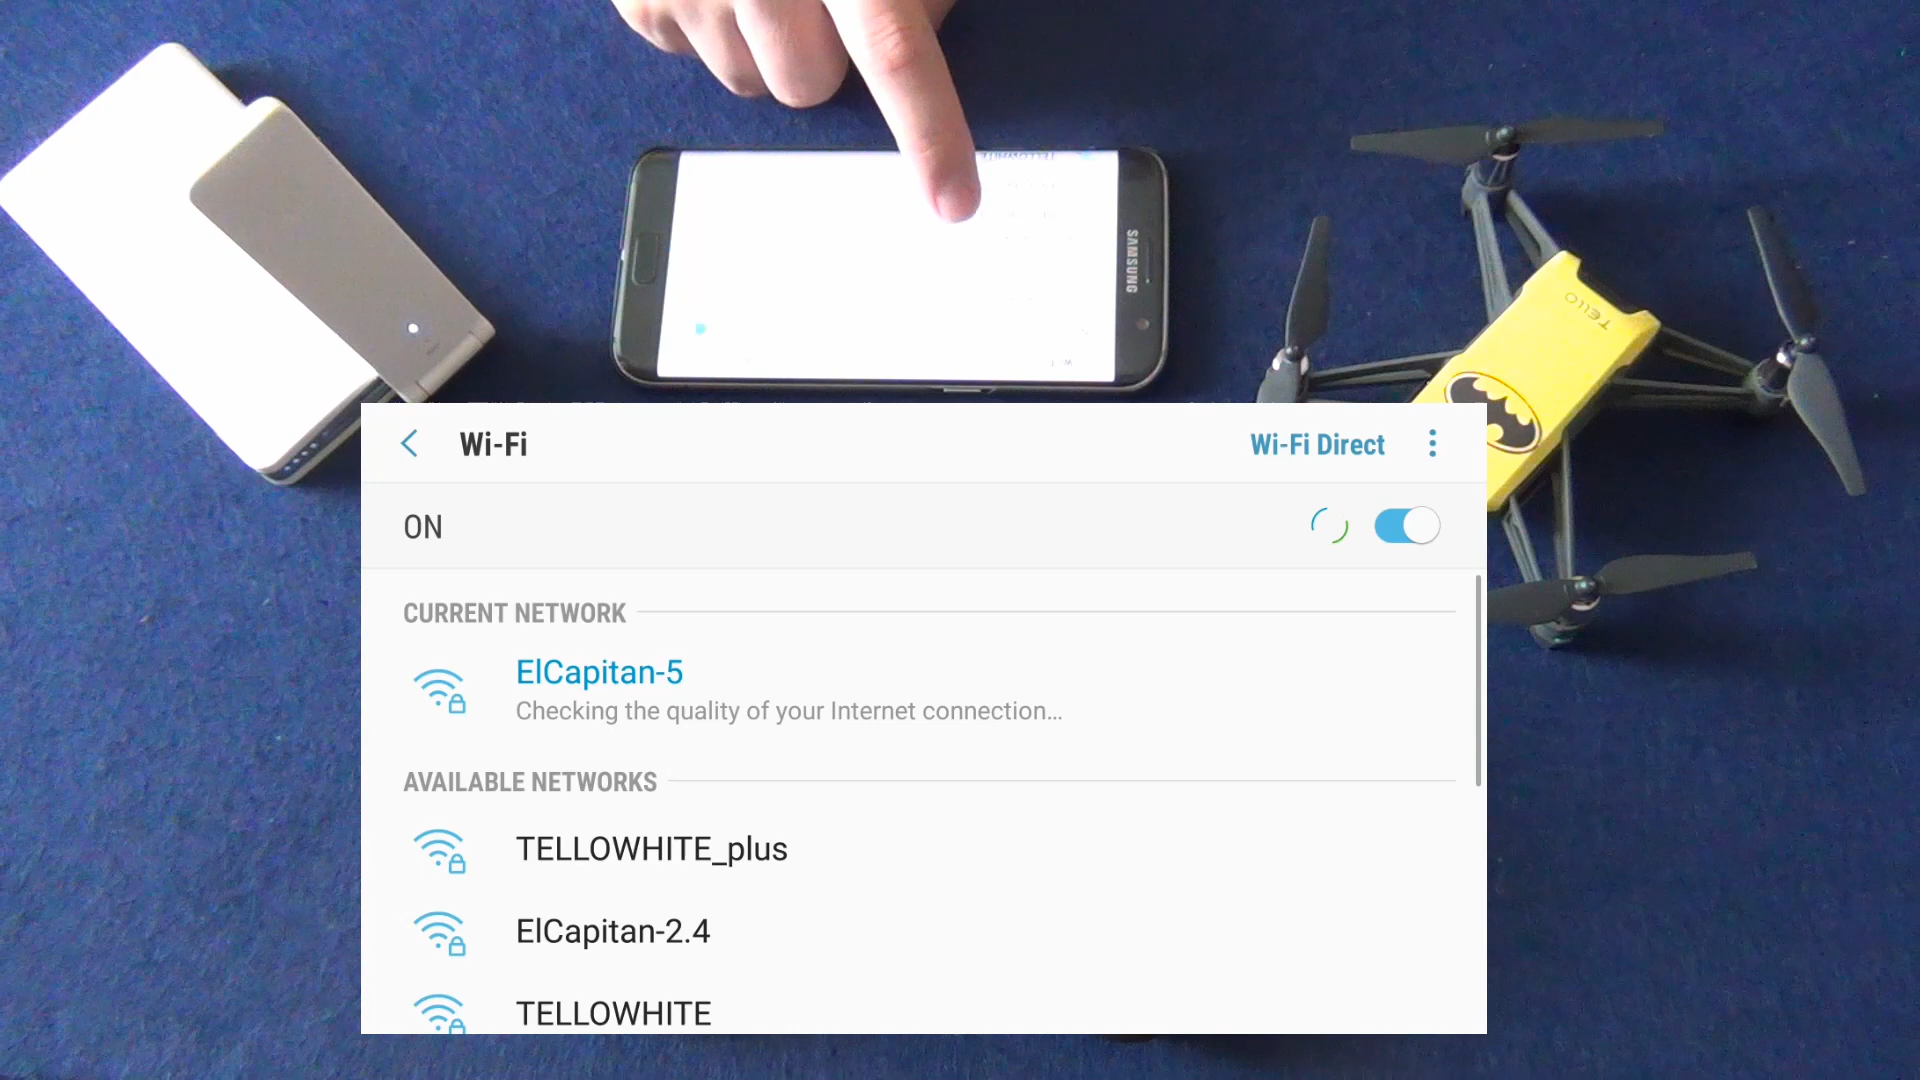 TELLOWHITE
SAMSUNG
TELLO
Wi-Fi
Wi-Fi Direct
ON
CURRENT NETWORK
ElCapitan-5
Checking the quality of your Internet connection...
AVAILABLE NETWORKS
TELLOWHITE_plus
ElCapitan-2.4
TELLOWHITE